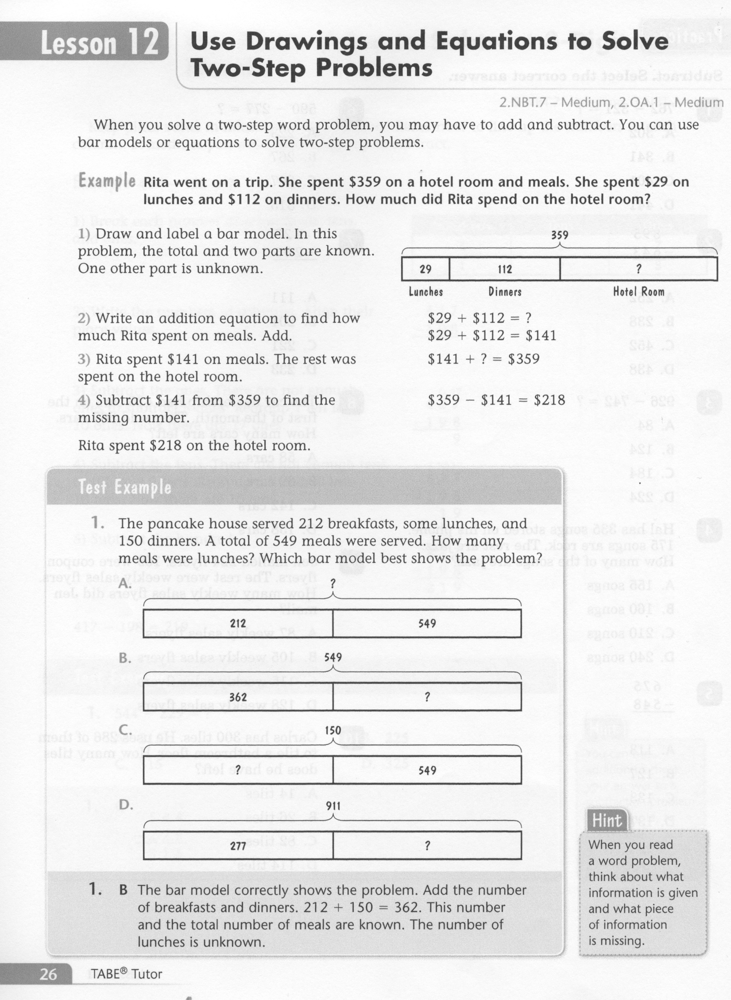 Lesson 12
Use Drawings and Equations to Solve
Two-Step Problems
2.NBT.7 – Medium, 2.OA.1 – Medium
When you solve a two-step word problem, you may have to add and subtract. You can use
bar models or equations to solve two-step problems.
Example Rita went on a trip. She spent $359 on a hotel room and meals. She spent $29 on
lunches and $112 on dinners. How much did Rita spend on the hotel room?
1) Draw and label a bar model. In this
problem, the total and two parts are known.
One other part is unknown.
359
29 112 ?
Lunches Dinners Hotel Room
2) Write an addition equation to find how
much Rita spent on meals. Add.
$29 + $112 = ?
$29 + $112 = $141
3) Rita spent $141 on meals. The rest was
spent on the hotel room.
$141 + ? = $359
4) Subtract $141 from $359 to find the
missing number.
$359 – $141 = $218
Rita spent $218 on the hotel room.
Test Example
1. The pancake house served 212 breakfasts, some lunches, and
150 dinners. A total of 549 meals were served. How many
meals were lunches? Which bar model best shows the problem?
A. ?
212 549
B. 549
362 ?
C. 150
? 549
D. 911
277 ?
1. B The bar model correctly shows the problem. Add the number
of breakfasts and dinners. 212 + 150 = 362. This number
and the total number of meals are known. The number of
lunches is unknown.
Hint
When you read
a word problem,
think about what
information is given
and what piece
of information
is missing.
26 TABE® Tutor